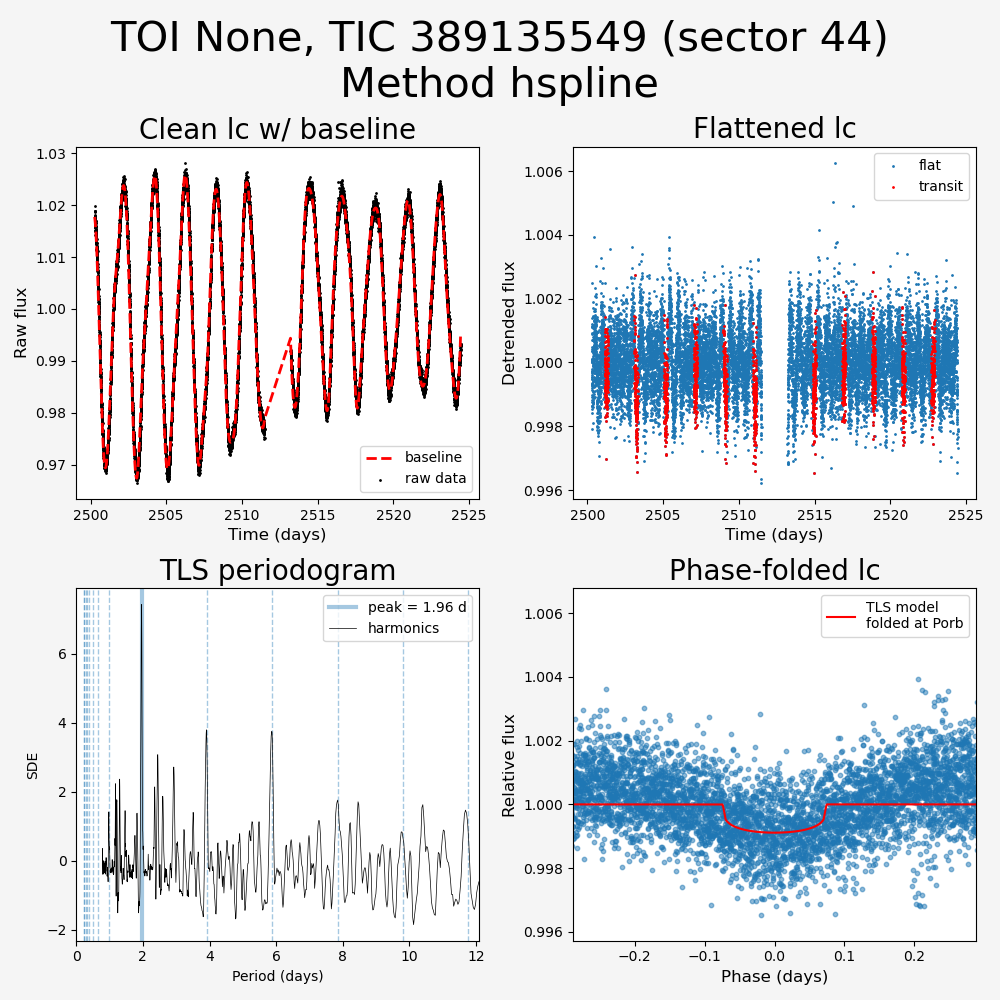 TOI None, TIC 389135549 (sector 44)
Method hspline
Clean lc w/ baseline
1.03
1.02
1.01
1.00
0.99
0.98
0.97
Raw flux
baseline
raw data
2500
2505
2510
2515
2520
2525
Time (days)
Flattened lc
1.006
1.004
1.002
1.000
0.998
0.996
Detrended flux
flat
transit
2500
2505
2510
2515
2520
2525
Time (days)
TLS periodogram
6
4
2
0
−2
SDE
peak = 1.96 d
harmonics
0
2
4
6
8
10
12
Period (days)
Phase-folded lc
1.006
1.004
1.002
1.000
0.998
0.996
Relative flux
TLS model
folded at Porb
−0.2
−0.1
0.0
0.1
0.2
Phase (days)